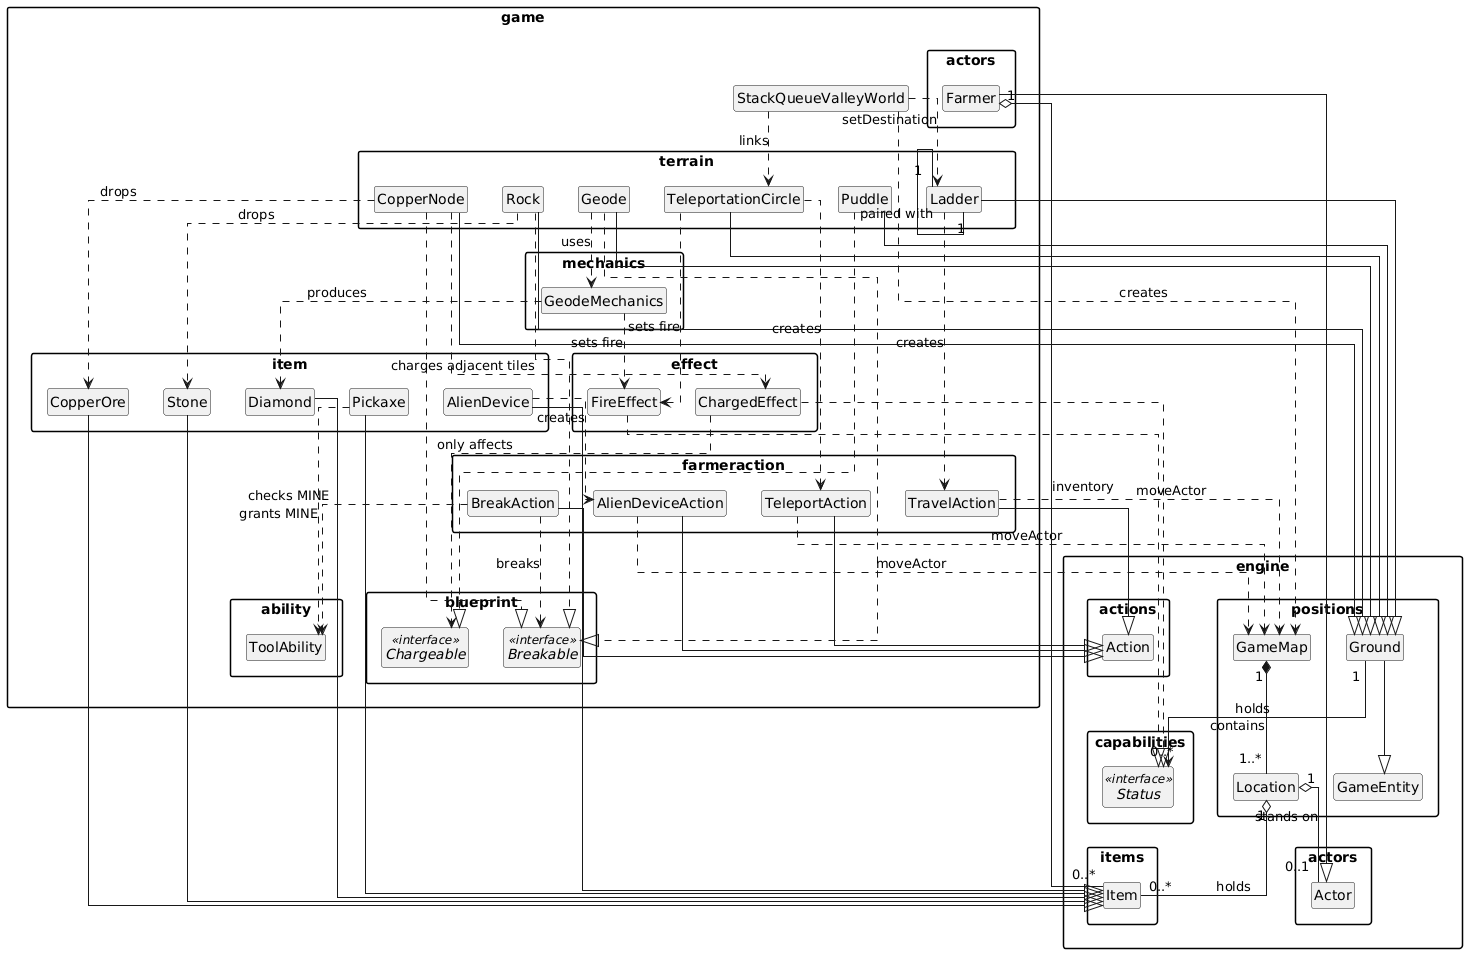 game
actors
StackQueueValleyWorld
Farmer
1
setDestination
links
terrain
1
drops
CopperNode
Rock
Geode
TeleportationCircle
Puddle
Ladder
drops
paired with
1
uses
mechanics
produces
GeodeMechanics
creates
sets fire
creates
sets fire
creates
item
charges adjacent tiles
effect
CopperOre
Stone
Diamond
Pickaxe
AlienDevice
FireEffect
ChargedEffect
creates
only affects
farmeraction
checks MINE
inventory
moveActor
BreakAction
AlienDeviceAction
TeleportAction
TravelAction
grants MINE
moveActor
breaks
moveActor
engine
ability
blueprint
actions
positions
ToolAbility
«interface»
Chargeable
«interface»
Breakable
Action
GameMap
Ground
1
1
holds
contains
capabilities
0..*
1..*
«interface»
Status
Location
1
GameEntity
1
stands on
items
actors
0..*
0..1
0..*
holds
Item
Actor